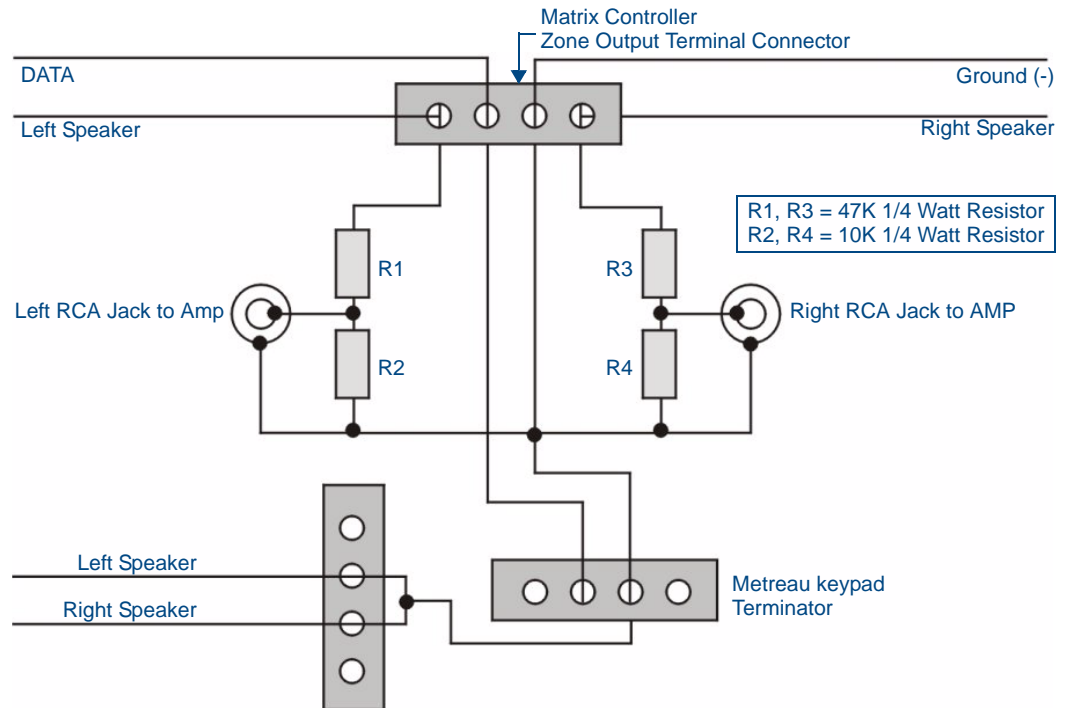 Matrix Controller
Zone Output Terminal Connector
DATA
Ground (-)
Left Speaker
Right Speaker
R1, R3 = 47K 1/4 Watt Resistor
R2, R4 = 10K 1/4 Watt Resistor
R1
R3
Left RCA Jack to Amp
Right RCA Jack to AMP
R2
R4
Left Speaker
Right Speaker
Metreau keypad
Terminator